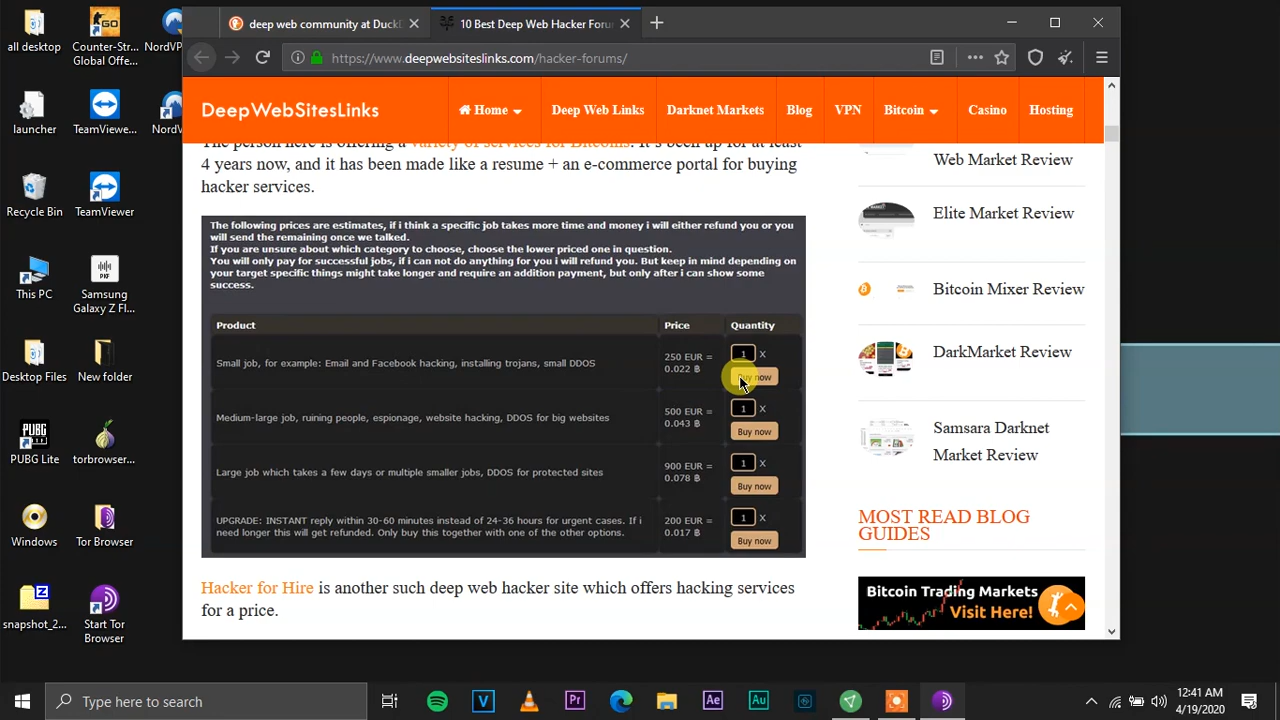 all desktop
Counter-Str...
Global Offe...
NordVP
launcher
TeamViewe...
NordV
Recycle Bin
TeamViewer
This PC
Samsung
Galaxy Z Fl...
Desktop Files
New folder
PUBG
Lite
PUBG Lite
torbrowser...
Windows
Tor Browser
snapshot_2...
Start Tor
Browser
deep web community at DuckD
10 Best Deep Web Hacker Foru
https://www.deepwebsiteslinks.com/hacker-forums/
DeepWebSitesLinks
Home
Deep Web Links
Darknet Markets
Blog
VPN
Bitcoin
Casino
Hosting
The person here is offering a variety of services for Bitcoins. It's been up for at least
4 years now, and it has been made like a resume + an e-commerce portal for buying
hacker services.
The following prices are estimates, if i think a specific job takes more time and money i will either refund you or you
will send the remaining once we talked.
If you are unsure about which category to choose, choose the lower priced one in question.
You will only pay for successful jobs, if i can not do anything for you i will refund you. But keep in mind depending on
your target specific things might take longer and require an addition payment, but only after i can show some
success.
Product Price Quantity
Small job, for example: Email and Facebook hacking, installing trojans, small DDOS
250 EUR =
0.022 ฿
1 X
Buy now
Medium-large job, ruining people, espionage, website hacking, DDOS for big websites
500 EUR =
0.043 ฿
1 X
Buy now
Large job which takes a few days or multiple smaller jobs, DDOS for protected sites
900 EUR =
0.078 ฿
1 X
Buy now
UPGRADE: INSTANT reply within 30-60 minutes instead of 24-36 hours for urgent cases. If i
need longer this will get refunded. Only buy this together with one of the other options.
200 EUR =
0.017 ฿
1 X
Buy now
Hacker for Hire is another such deep web hacker site which offers hacking services
for a price.
Web Market Review
Elite Market Review
Bitcoin Mixer Review
DarkMarket Review
Samsara Darknet
Market Review
MOST READ BLOG
GUIDES
Bitcoin Trading Markets
Visit Here!
Type here to search
12:41 AM
4/19/2020